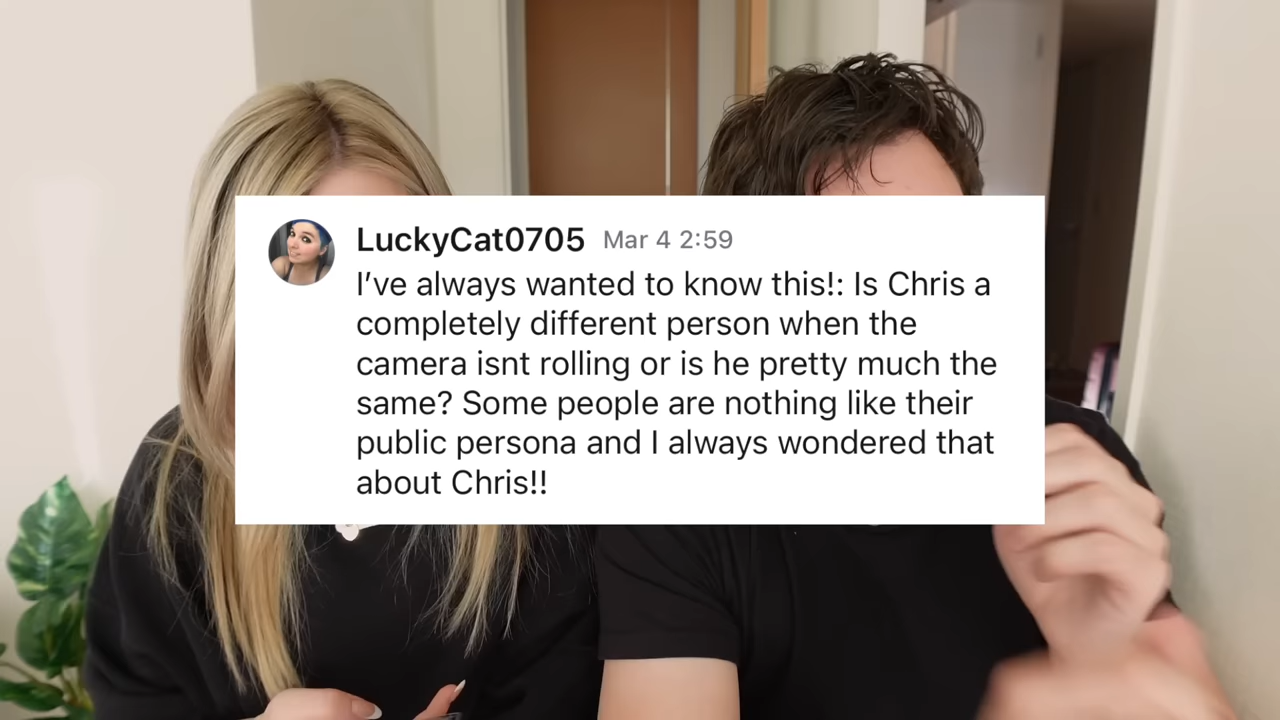 LuckyCat0705 Mar 4 2:59
I’ve always wanted to know this!: Is Chris a
completely different person when the
camera isnt rolling or is he pretty much the
same? Some people are nothing like their
public persona and I always wondered that
about Chris!!